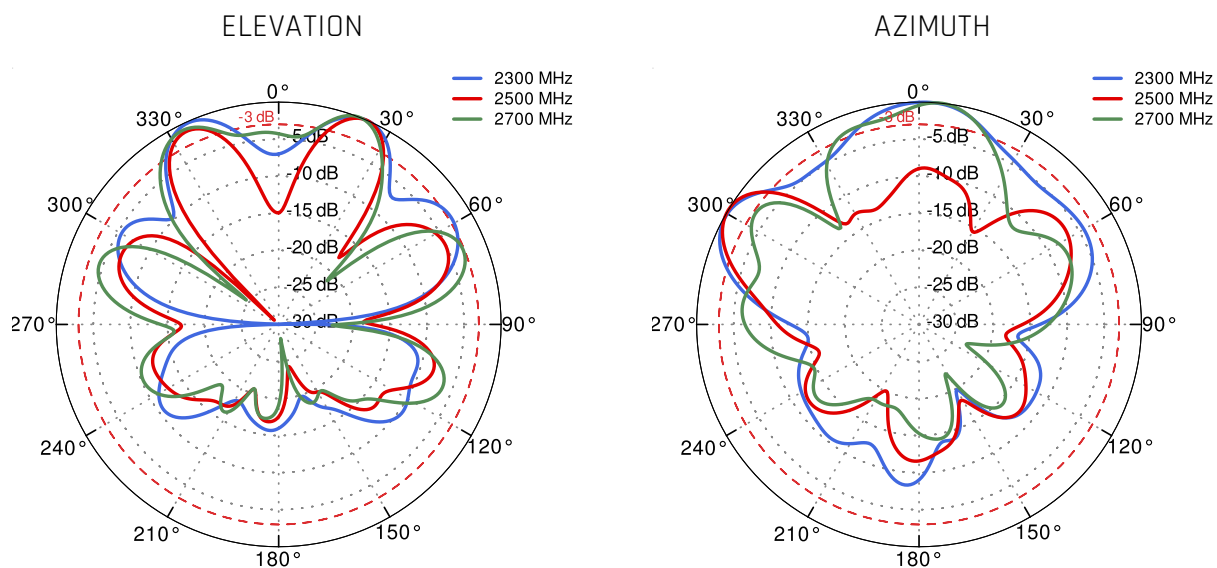 ELEVATION
2300 MHz
2500 MHz
2700 MHz
0°
30°
60°
90°
120°
150°
180°
210°
240°
270°
300°
330°
-3 dB
-5 dB
-10 dB
-15 dB
-20 dB
-25 dB
-30 dB
AZIMUTH
2300 MHz
2500 MHz
2700 MHz
0°
30°
60°
90°
120°
150°
180°
210°
240°
270°
300°
330°
-3 dB
-5 dB
-10 dB
-15 dB
-20 dB
-25 dB
-30 dB